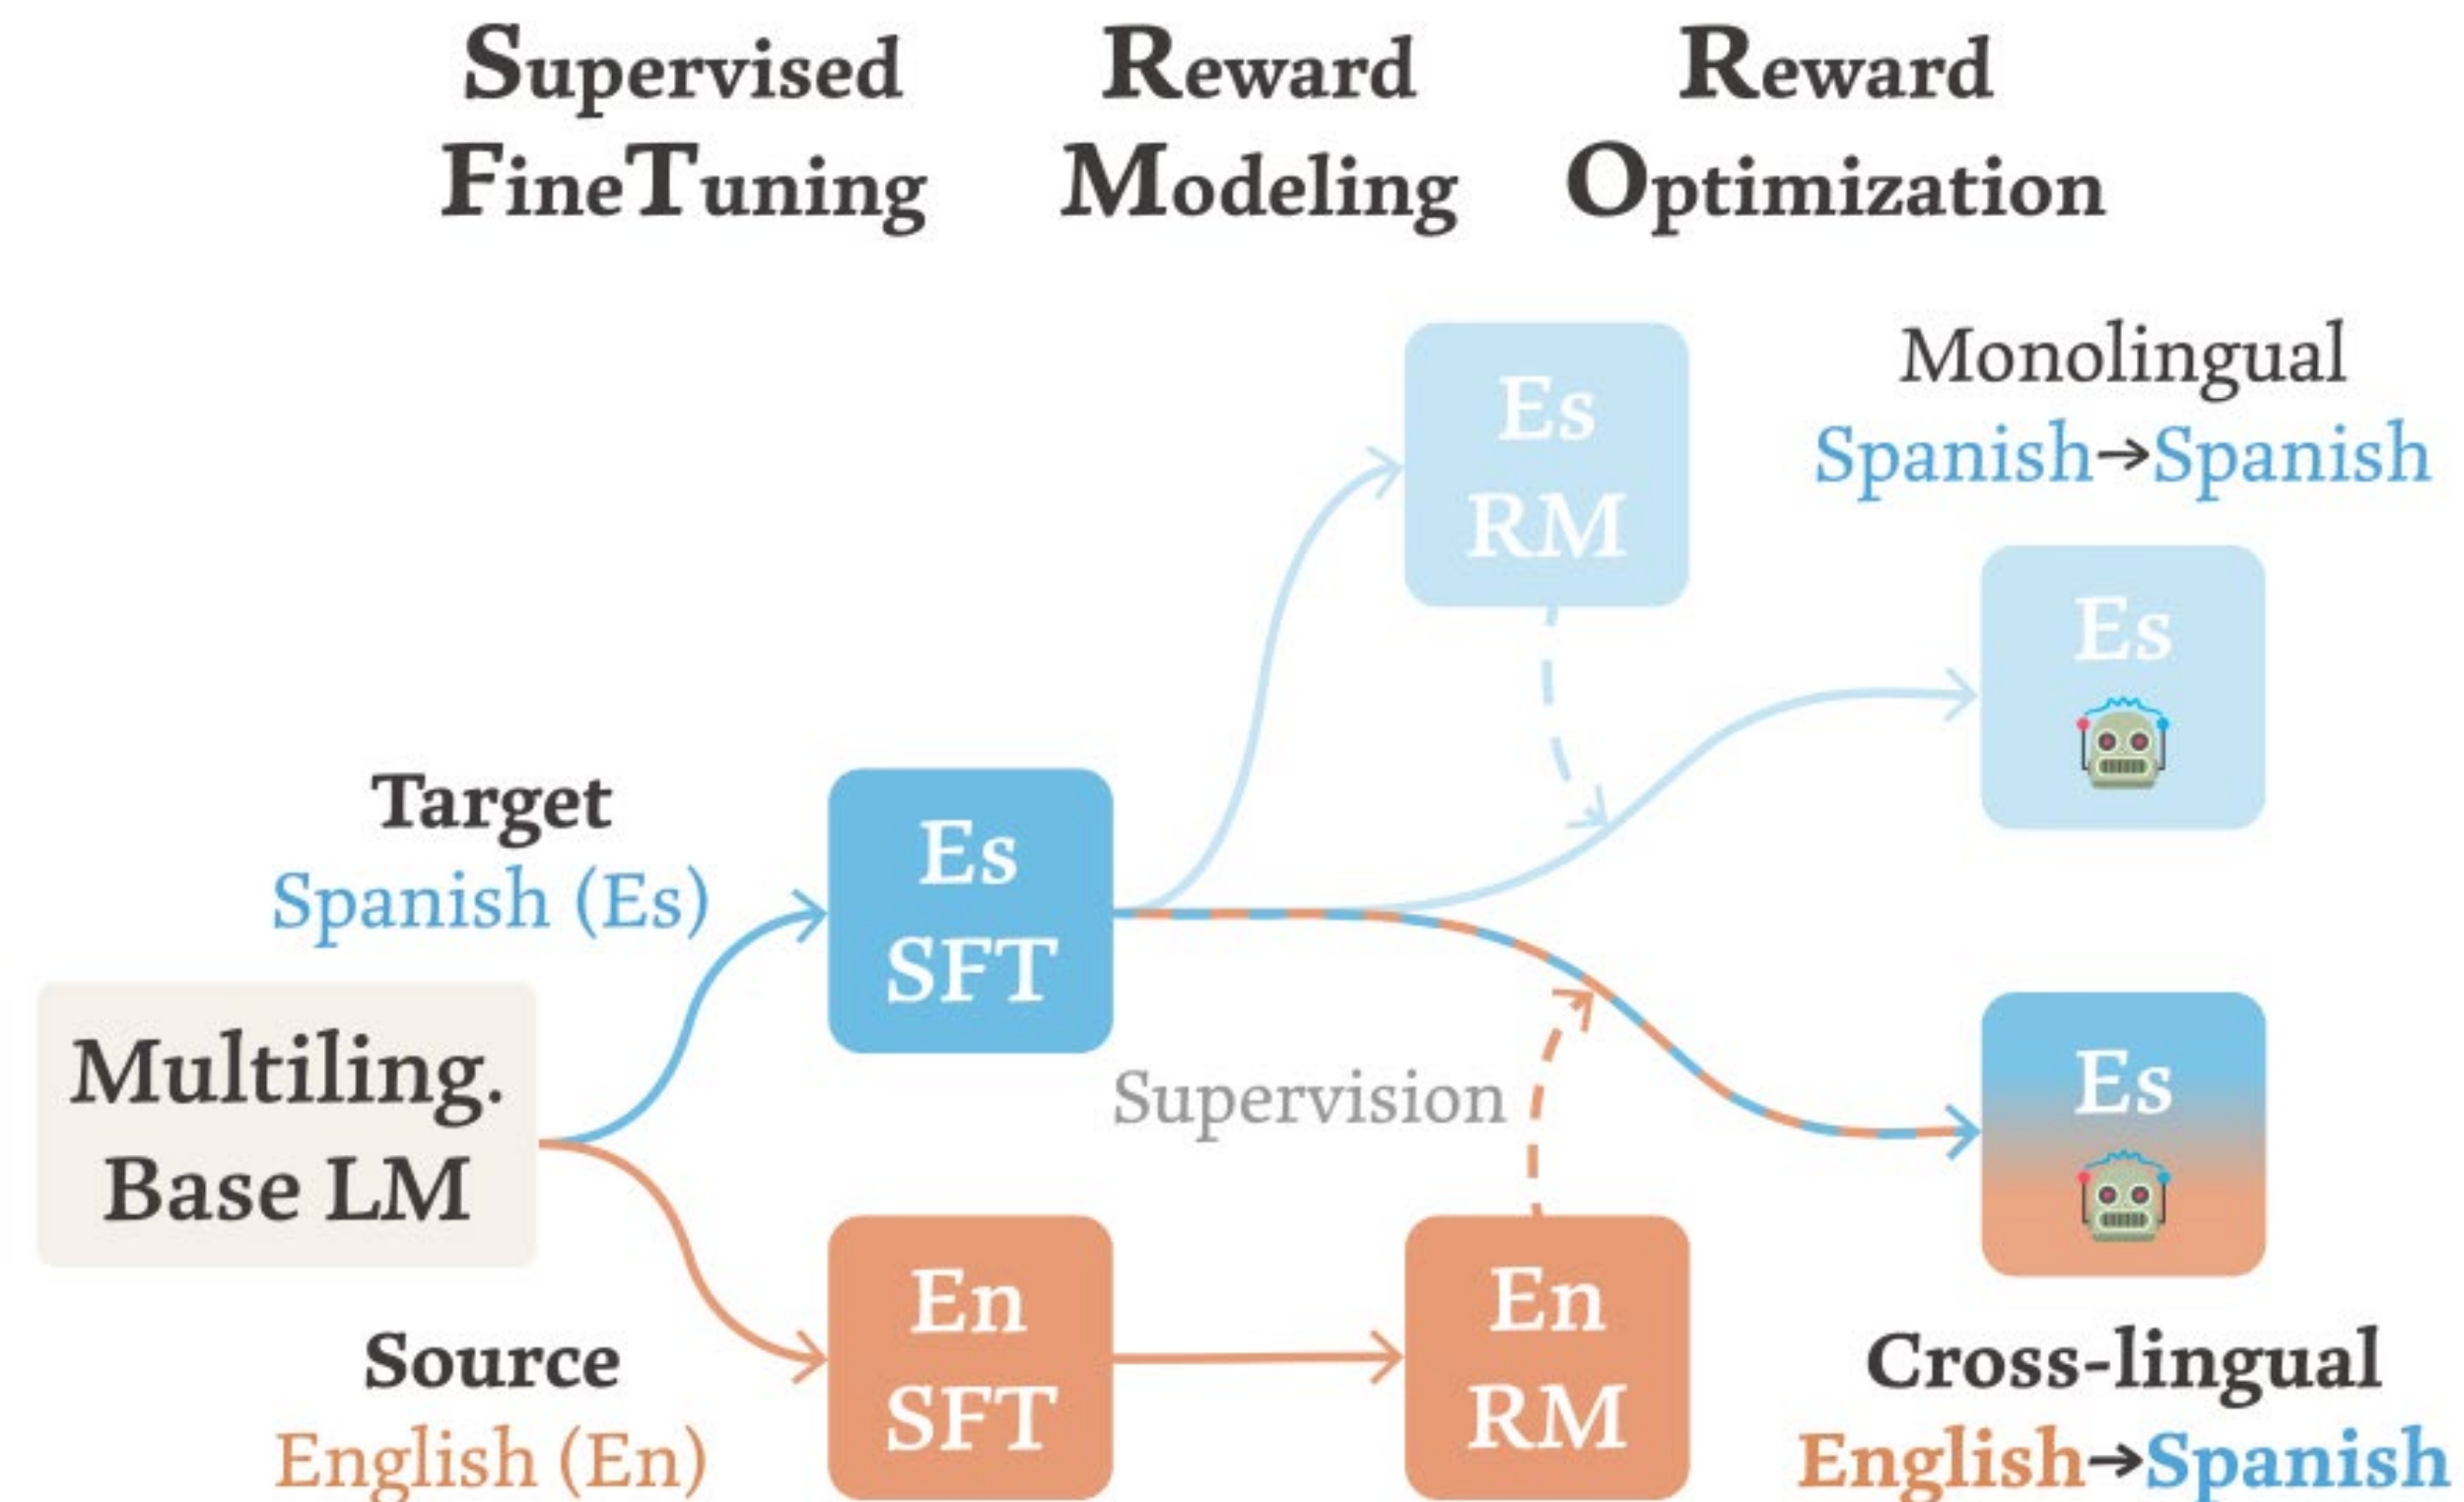 Supervised
FineTuning
Reward
Modeling
Reward
Optimization
Es
RM
Monolingual
Spanish→Spanish
Es
Target
Spanish (Es)
Es
SFT
Multiling.
Base LM
Supervision
Es
Source
English (En)
En
SFT
En
RM
Cross-lingual
English→Spanish